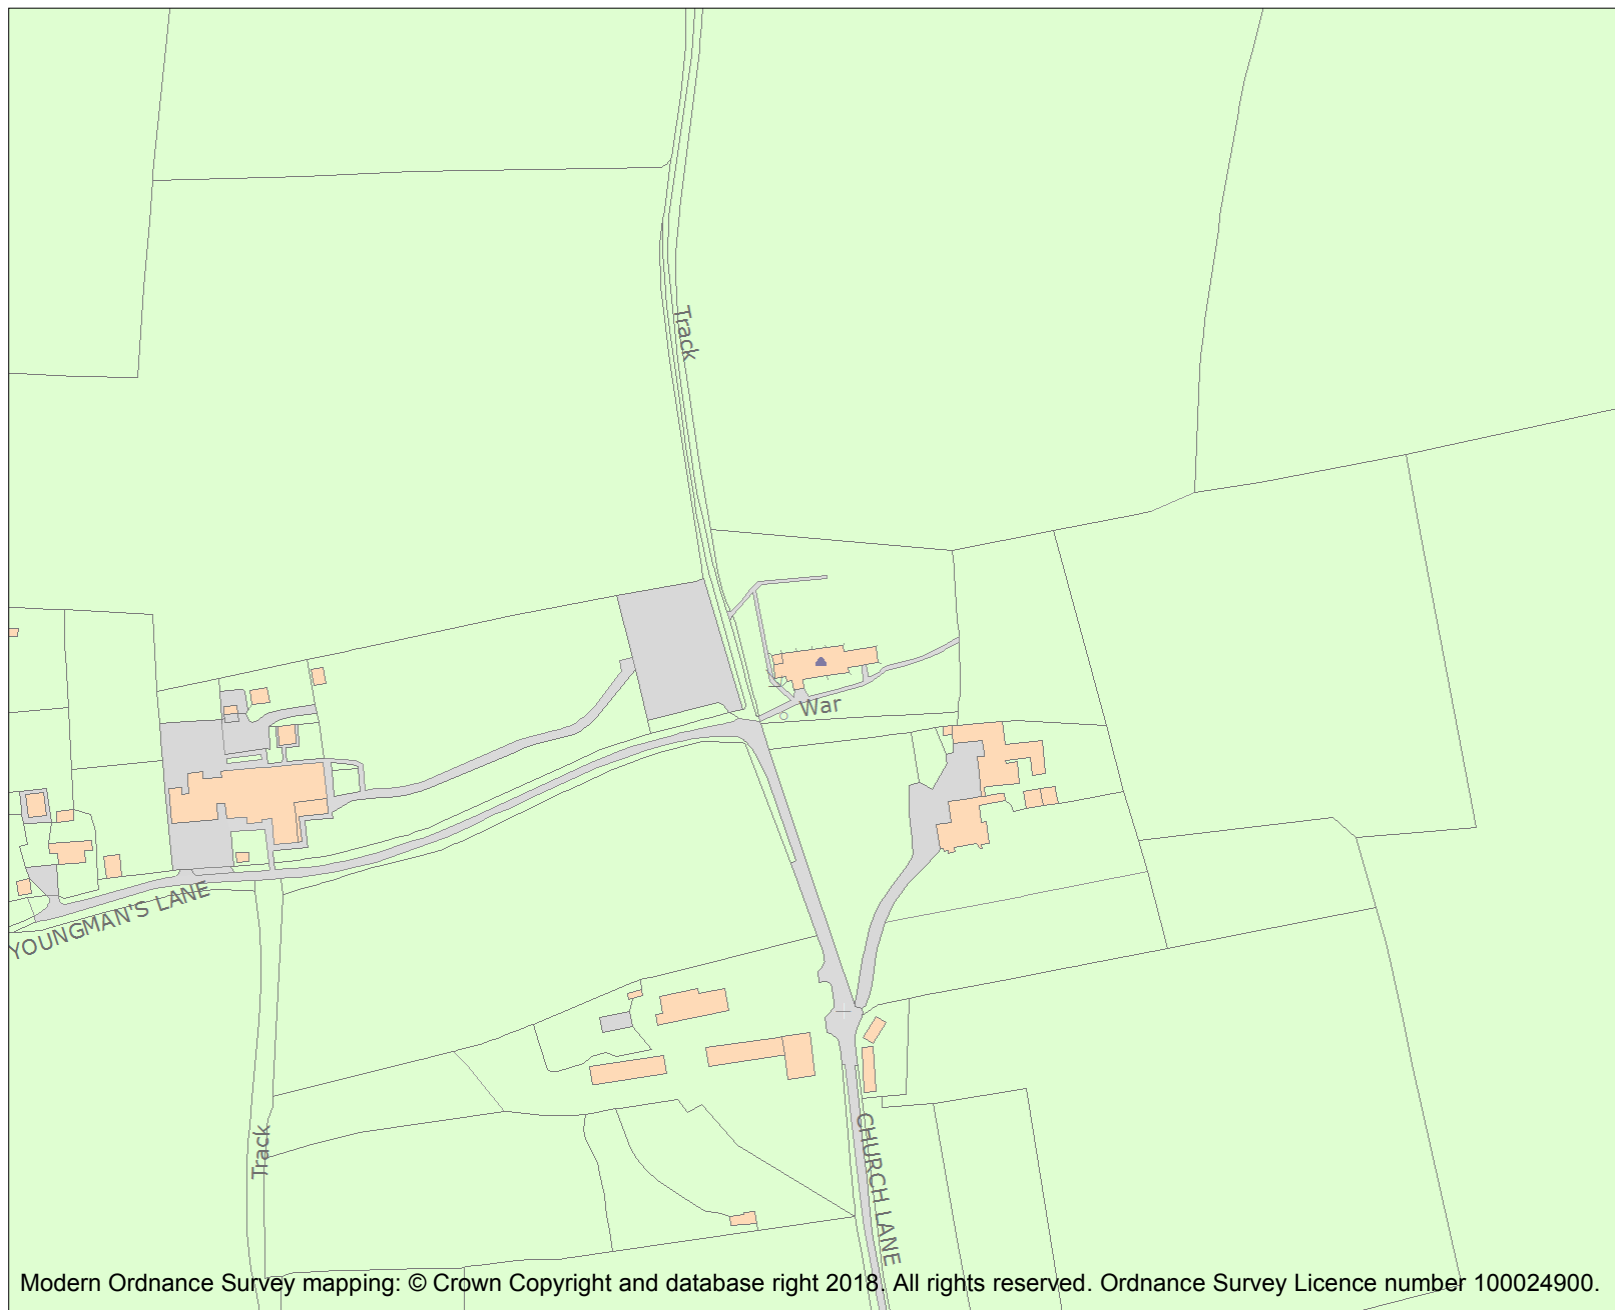 Track
War
YOUNGMAN'S LANE
Track
CHURCH LANE
Modern Ordnance Survey mapping: © Crown Copyright and database right 2018. All rights reserved. Ordnance Survey Licence number 100024900.